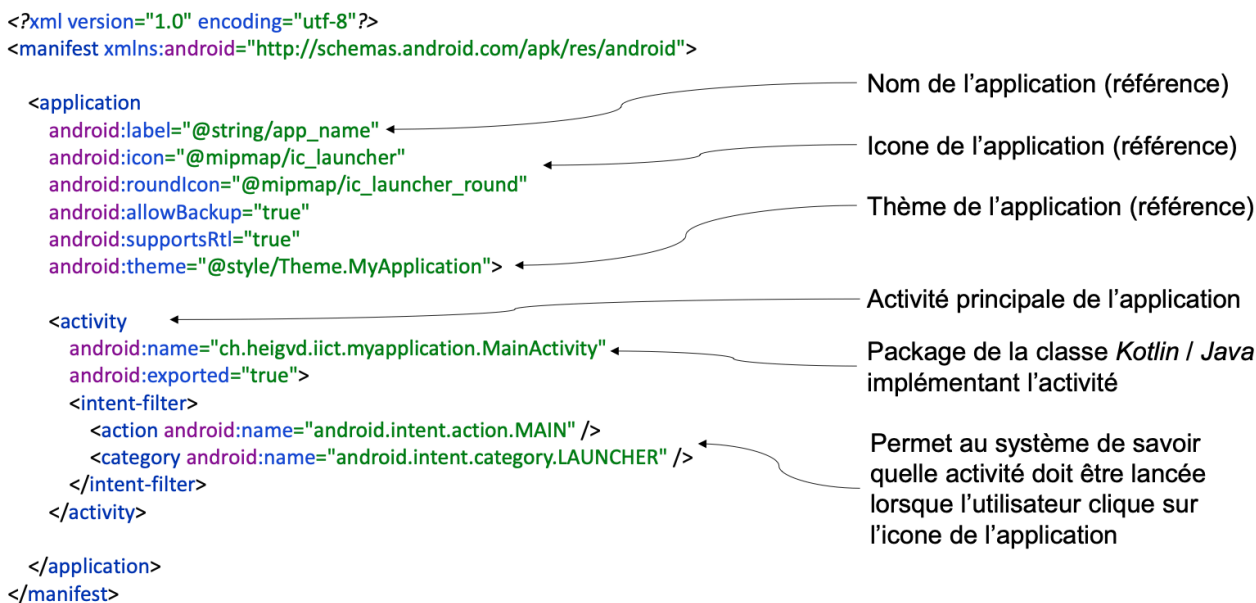 <?xml version="1.0" encoding="utf-8"?>
<manifest xmlns:android="http://schemas.android.com/apk/res/android">
<application
android:label="@string/app_name"
android:icon="@mipmap/ic_launcher"
android:roundIcon="@mipmap/ic_launcher_round"
android:allowBackup="true"
android:supportsRtl="true"
android:theme="@style/Theme.MyApplication">
<activity
android:name="ch.heigvd.iict.myapplication.MainActivity"
android:exported="true">
<intent-filter>
<action android:name="android.intent.action.MAIN" />
<category android:name="android.intent.category.LAUNCHER" />
</intent-filter>
</activity>
</application>
</manifest>
Nom de l’application (référence)
Icone de l’application (référence)
Thème de l’application (référence)
Activité principale de l’application
Package de la classe Kotlin / Java
implémentant l’activité
Permet au système de savoir
quelle activité doit être lancée
lorsque l’utilisateur clique sur
l’icone de l’application